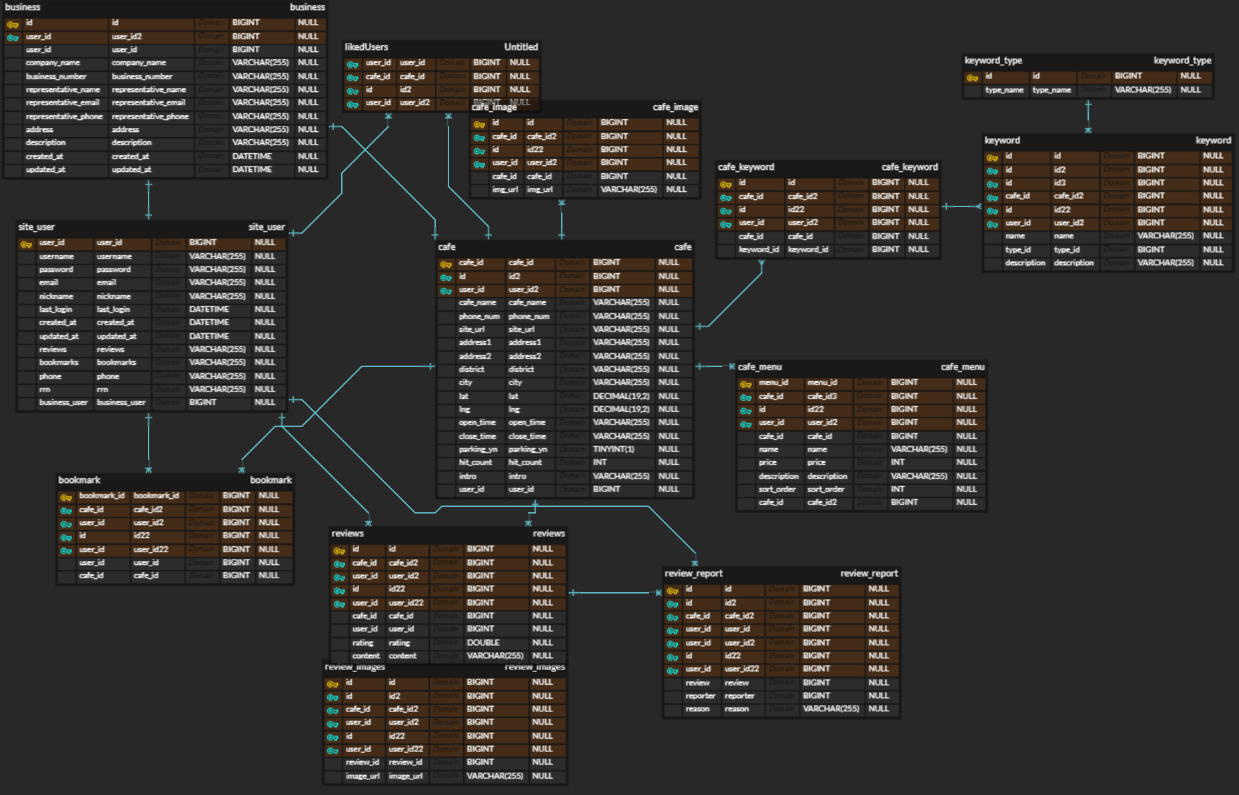 business business
id id Domain BIGINT NULL
user_id user_id2 Domain BIGINT NULL
user_id user_id Domain BIGINT NULL
company_name company_name Domain VARCHAR(255) NULL
business_number business_number Domain VARCHAR(255) NULL
representative_name representative_name Domain VARCHAR(255) NULL
representative_email representative_email Domain VARCHAR(255) NULL
representative_phone representative_phone Domain VARCHAR(255) NULL
address address Domain VARCHAR(255) NULL
description description Domain VARCHAR(255) NULL
created_at created_at Domain DATETIME NULL
updated_at updated_at Domain DATETIME NULL
likedUsers Untitled
user_id user_id Domain BIGINT NULL
cafe_id cafe_id Domain BIGINT NULL
id id2 Domain BIGINT NULL
user_id user_id2 Domain BIGINT NULL
cafe_image cafe_image
id id Domain BIGINT NULL
cafe_id cafe_id2 Domain BIGINT NULL
id id22 Domain BIGINT NULL
user_id user_id2 Domain BIGINT NULL
cafe_id cafe_id Domain BIGINT NULL
img_url img_url Domain VARCHAR(255) NULL
keyword_type keyword_type
id id Domain BIGINT NULL
type_name type_name Domain VARCHAR(255) NULL
cafe_keyword cafe_keyword
id id Domain BIGINT NULL
cafe_id cafe_id2 Domain BIGINT NULL
id id22 Domain BIGINT NULL
user_id user_id2 Domain BIGINT NULL
cafe_id cafe_id Domain BIGINT NULL
keyword_id keyword_id Domain BIGINT NULL
keyword keyword
id id Domain BIGINT NULL
id id2 Domain BIGINT NULL
id id3 Domain BIGINT NULL
cafe_id cafe_id2 Domain BIGINT NULL
id id22 Domain BIGINT NULL
user_id user_id2 Domain BIGINT NULL
name name Domain VARCHAR(255) NULL
type_id type_id Domain BIGINT NULL
description description Domain VARCHAR(255) NULL
site_user site_user
user_id user_id Domain BIGINT NULL
username username Domain VARCHAR(255) NULL
password password Domain VARCHAR(255) NULL
email email Domain VARCHAR(255) NULL
nickname nickname Domain VARCHAR(255) NULL
last_login last_login Domain DATETIME NULL
created_at created_at Domain DATETIME NULL
updated_at updated_at Domain DATETIME NULL
reviews reviews Domain VARCHAR(255) NULL
bookmarks bookmarks Domain VARCHAR(255) NULL
phone phone Domain VARCHAR(255) NULL
rrn rrn Domain VARCHAR(255) NULL
business_user business_user Domain BIGINT NULL
cafe cafe
cafe_id cafe_id Domain BIGINT NULL
id id2 Domain BIGINT NULL
user_id user_id2 Domain BIGINT NULL
cafe_name cafe_name Domain VARCHAR(255) NULL
phone_num phone_num Domain VARCHAR(255) NULL
site_url site_url Domain VARCHAR(255) NULL
address1 address1 Domain VARCHAR(255) NULL
address2 address2 Domain VARCHAR(255) NULL
district district Domain VARCHAR(255) NULL
city city Domain VARCHAR(255) NULL
lat lat Domain DECIMAL(19,2) NULL
lng lng Domain DECIMAL(19,2) NULL
open_time open_time Domain VARCHAR(255) NULL
close_time close_time Domain VARCHAR(255) NULL
parking_yn parking_yn Domain TINYINT(1) NULL
hit_count hit_count Domain INT NULL
intro intro Domain VARCHAR(255) NULL
user_id user_id Domain BIGINT NULL
cafe_menu cafe_menu
menu_id menu_id Domain BIGINT NULL
cafe_id cafe_id3 Domain BIGINT NULL
id id22 Domain BIGINT NULL
user_id user_id2 Domain BIGINT NULL
cafe_id cafe_id Domain BIGINT NULL
name name Domain VARCHAR(255) NULL
price price Domain INT NULL
description description Domain VARCHAR(255) NULL
sort_order sort_order Domain INT NULL
cafe_id cafe_id2 Domain BIGINT NULL
bookmark bookmark
bookmark_id bookmark_id Domain BIGINT NULL
cafe_id cafe_id2 Domain BIGINT NULL
user_id user_id2 Domain BIGINT NULL
id id22 Domain BIGINT NULL
user_id user_id22 Domain BIGINT NULL
user_id user_id Domain BIGINT NULL
cafe_id cafe_id Domain BIGINT NULL
reviews reviews
id id Domain BIGINT NULL
cafe_id cafe_id2 Domain BIGINT NULL
user_id user_id2 Domain BIGINT NULL
id id22 Domain BIGINT NULL
user_id user_id22 Domain BIGINT NULL
cafe_id cafe_id Domain BIGINT NULL
user_id user_id Domain BIGINT NULL
rating rating Domain DOUBLE NULL
content content Domain VARCHAR(255) NULL
review_images review_images
id id Domain BIGINT NULL
id id2 Domain BIGINT NULL
cafe_id cafe_id2 Domain BIGINT NULL
user_id user_id2 Domain BIGINT NULL
id id22 Domain BIGINT NULL
user_id user_id22 Domain BIGINT NULL
review_id review_id Domain BIGINT NULL
image_url image_url Domain VARCHAR(255) NULL
review_report review_report
id id Domain BIGINT NULL
id id2 Domain BIGINT NULL
cafe_id cafe_id2 Domain BIGINT NULL
user_id user_id Domain BIGINT NULL
user_id user_id2 Domain BIGINT NULL
id id22 Domain BIGINT NULL
user_id user_id22 Domain BIGINT NULL
review review Domain BIGINT NULL
reporter reporter Domain BIGINT NULL
reason reason Domain VARCHAR(255) NULL